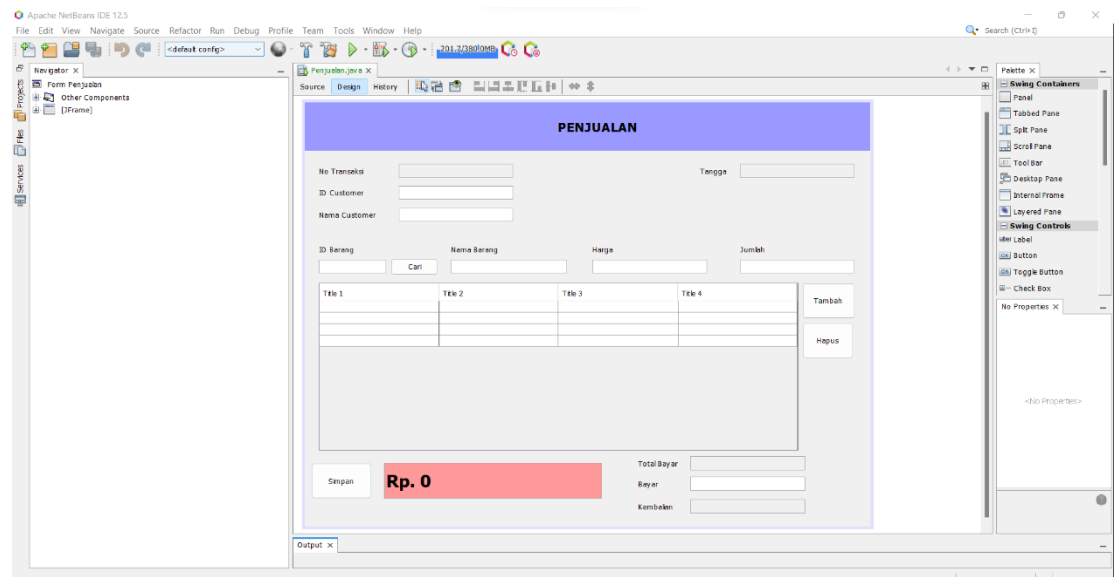 Apache NetBeans IDE 12.5
File Edit View Navigate Source Refactor Run Debug Profile Team Tools Window Help
Search (Ctrl+I)
<default config>
Navigator
Form Penjualan
Other Components
[JFrame]
Projects
Files
Services
Penjualan.java
Source Design History
PENJUALAN
No Transaksi
Tangga
ID Customer
Nama Customer
ID Barang Nama Barang Harga Jumlah
Cari
Title 1 Title 2 Title 3 Title 4
Tambah
Hapus
Simpan
Rp. 0
Total Bayar
Bayar
Kembalian
Output
Palette
Swing Containers
Panel
Tabbed Pane
Split Pane
Scroll Pane
Tool Bar
Desktop Pane
Internal Frame
Layered Pane
Swing Controls
label Label
Button
Toggle Button
Check Box
No Properties
<No Properties>